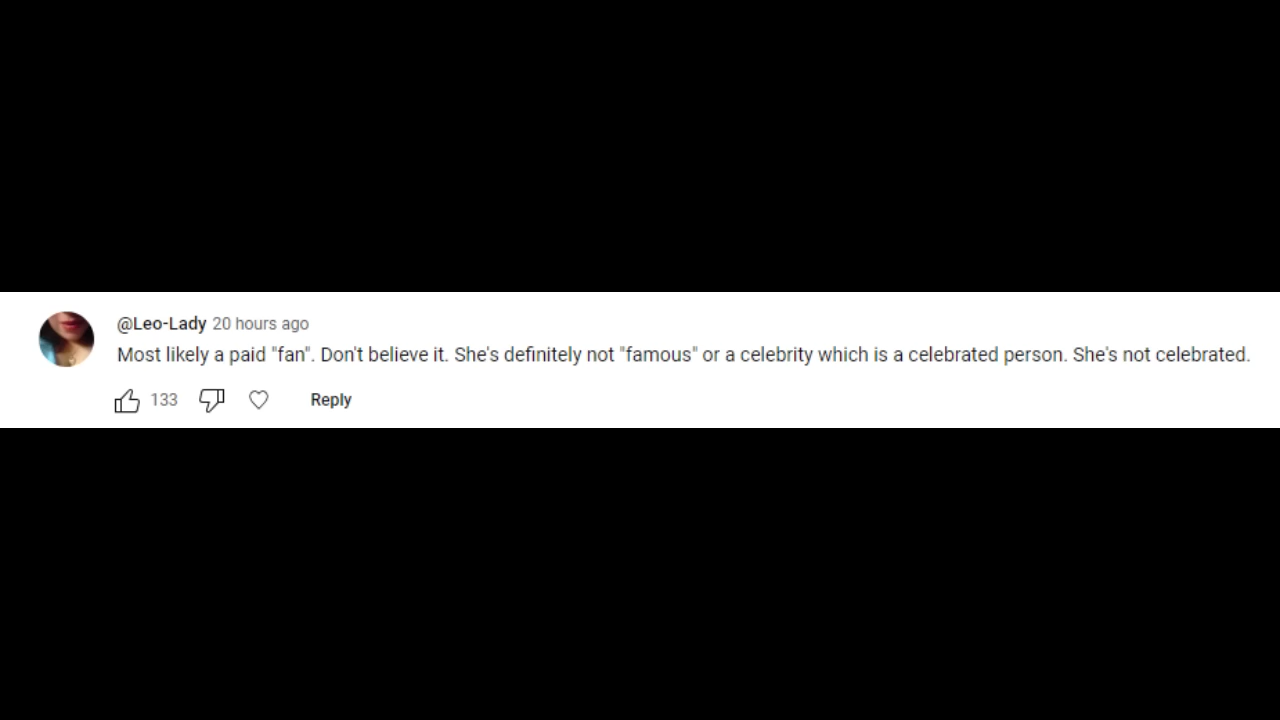 @Leo-Lady 20 hours ago
Most likely a paid "fan". Don't believe it. She's definitely not "famous" or a celebrity which is a celebrated person. She's not celebrated.
133 Reply